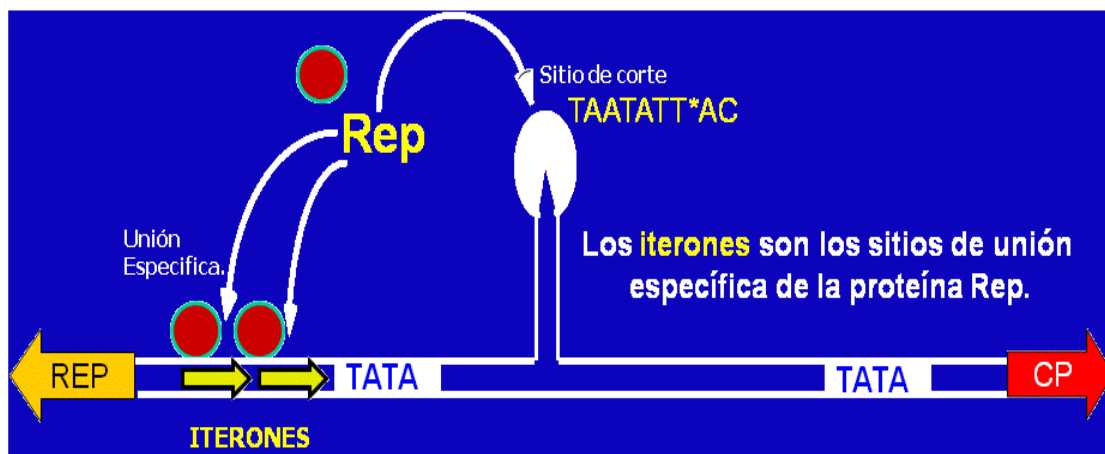 Sitio de corte
TAATATT*AC
Rep
Unión
Especifica.
Los iterones son los sitios de unión
específica de la proteína Rep.
REP
TATA
TATA
CP
ITERONES